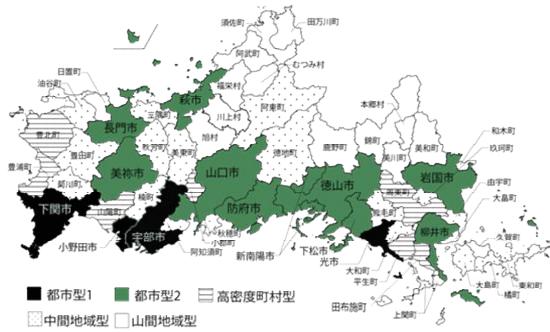 須佐町
田万川町
阿武町
むつみ村
日置町
油谷町
福栄村
萩市
川上村
阿東町
本郷村
三隅町
長門市
旭村
和木町
豊北町
秋芳町
美東町
徳地町
鹿野町
錦町
美和町
玖珂町
豊田町
美川町
豊浦町
美祢市
山口市
岩国市
由宇町
菊川町
徳山市
周東町
大島町
楠町
下関市
防府市
熊毛町
山陽町
柳井市
宇部市
秋穂町
久賀町
小野田市
小郡町
下松市
阿知須町
新南陽市
光市
大和町
平生町
大島町
東和町
橘町
田布施町
上関町
都市型1
都市型2
高密度町村型
中間地域型
山間地域型